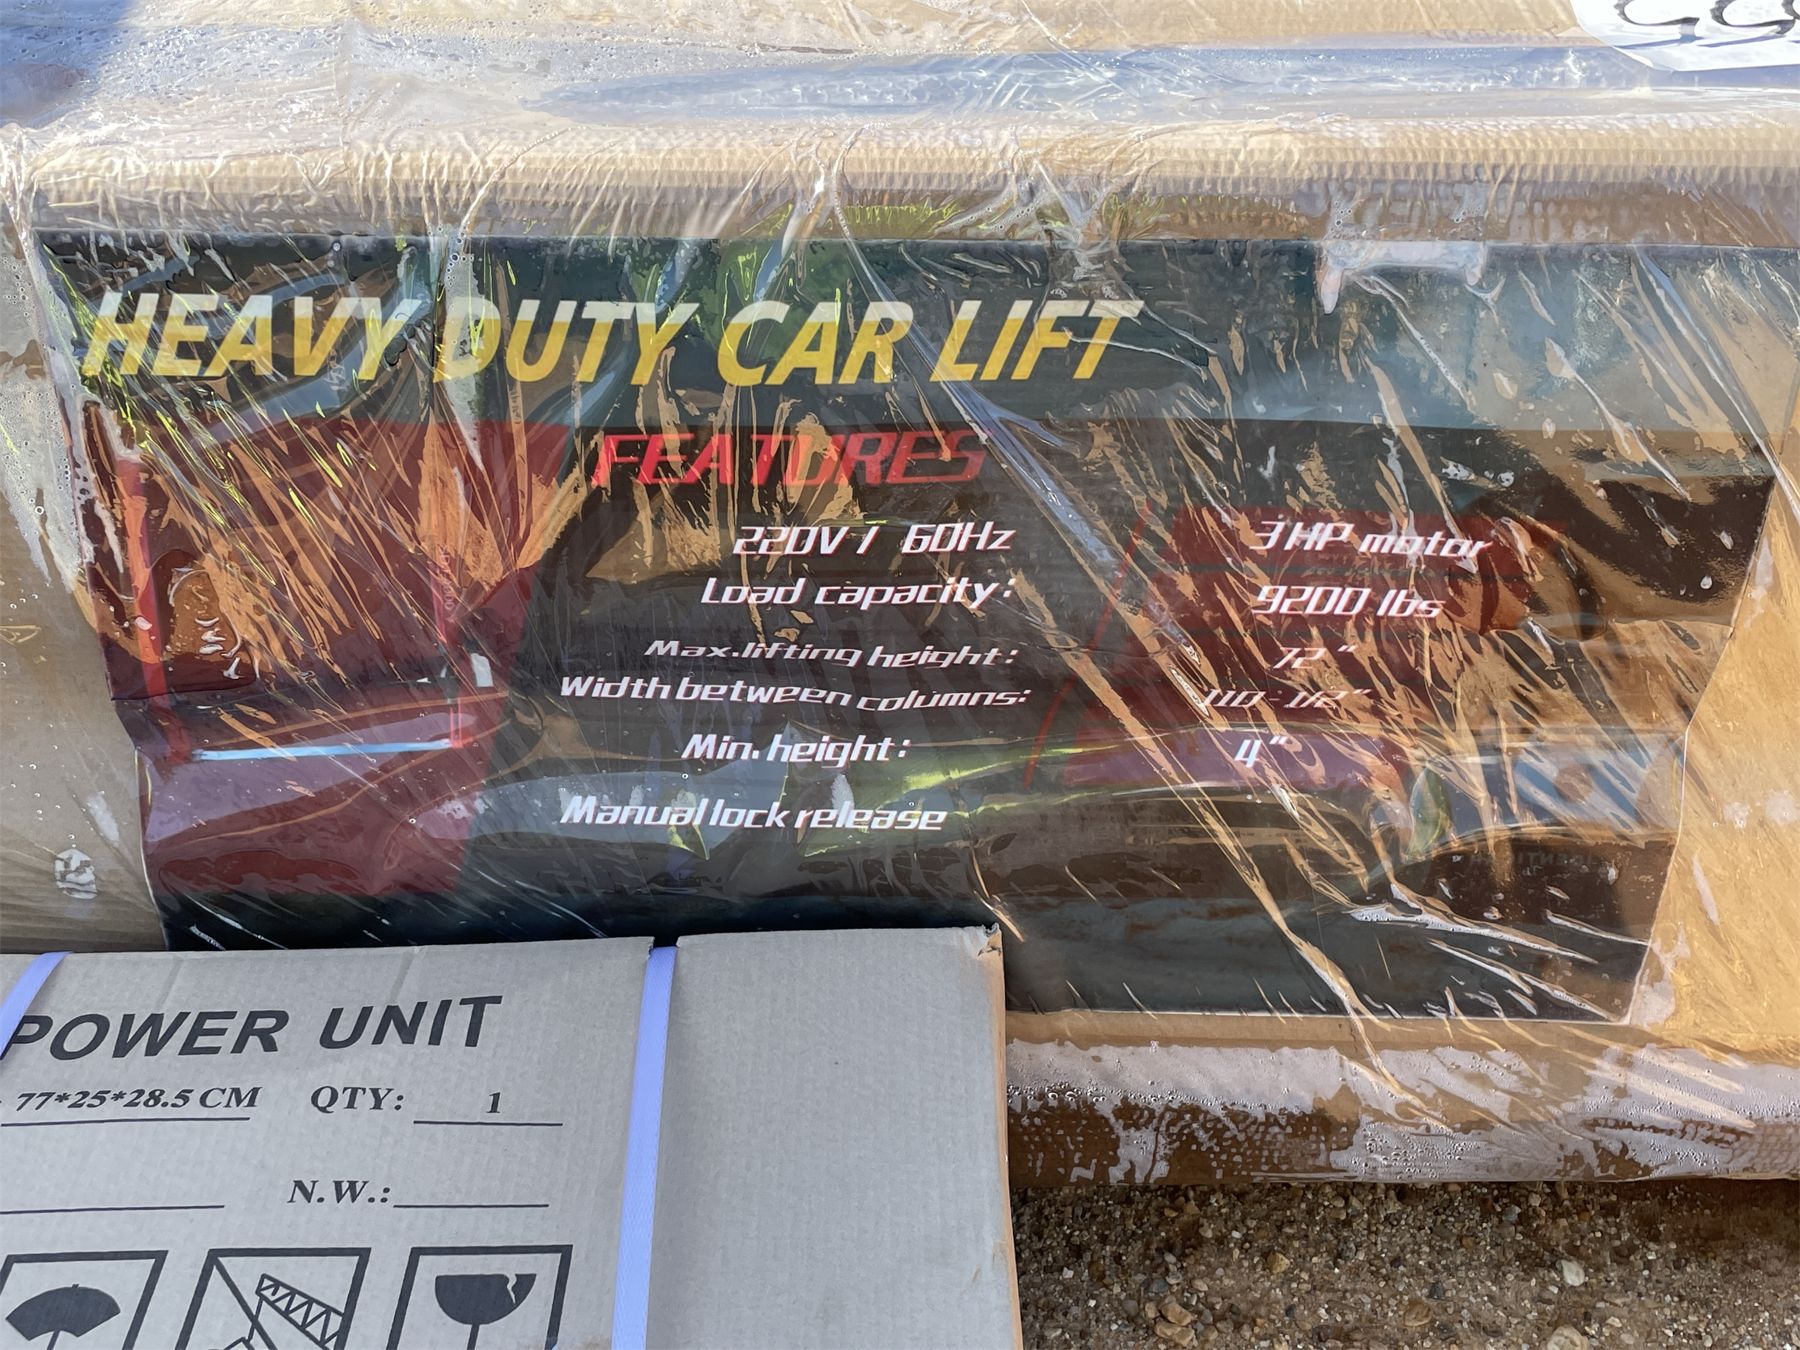 HEAVY DUTY CAR LIFT
FEATURES
220V / 60Hz 3 HP motor
Load capacity: 9200 lbs
Max.lifting height: 72"
Width between columns: 110-1/2"
Min. height: 4"
Manual lock release
POWER UNIT
77*25*28.5 CM QTY: 1
N.W.: